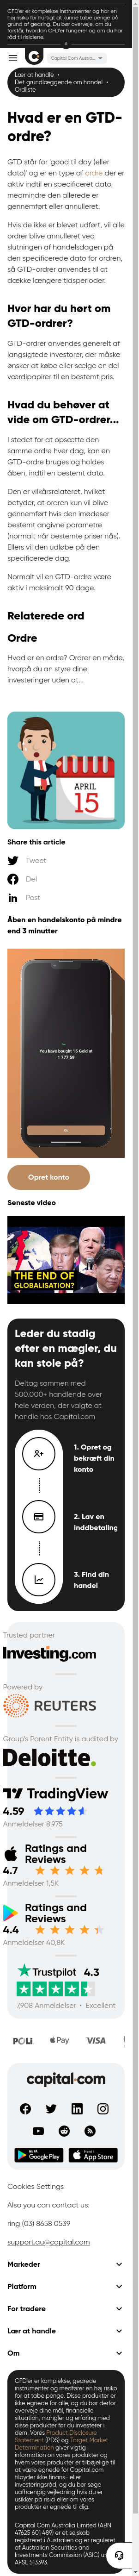 CFD'er er komplekse instrumenter og har en
høj risiko for hurtigt at kunne tabe penge på
grund af gearing. Du bør overveje, om du
forstår, hvordan CFDer fungerer og om du har
råd til risiciene.
Capital Com Austra...
Lær at handle •
Det grundlæggende om handel •
Ordliste
Hvad er en GTD-
ordre?
GTD står for 'good til day (eller
dato)' og er en type af ordre der er
aktiv indtil en specificeret dato,
medmindre den allerede er
gennemført eller annulleret.
Hvis de ikke er blevet udført, vil alle
ordrer automatisk annulleret ved
slutningen af handelsdagen på
den specificerede dato for ordren,
så GTD-ordrer anvendes til at
dække længere tidsperioder.
Hvor har du hørt om
GTD-ordrer?
GTD-ordrer anvendes generelt af
langsigtede investorer, der måske
ønsker at købe eller sælge en del
værdipapirer til en bestemt pris.
Hvad du behøver at
vide om GTD-ordrer...
I stedet for at opsætte den
samme ordre hver dag, kan en
GTD-ordre bruges og holdes
åben, indtil en bestemt dato.
Den er vilkårsrelateret, hvilket
betyder, at ordren kun vil blive
gennemført hvis den imødeser
bestemt angivne parametre
(normalt når bestemte priser nås).
Ellers vil den udløbe på den
specificerede dag.
Normalt vil en GTD-ordre være
aktiv i maksimalt 90 dage.
Relaterede ord
Ordre
Hvad er en ordre? Ordrer en måde,
hvorpå du en styre dine
investeringer uden at...
APRIL
15
Share this article
Tweet
Del
Post
Åben en handelskonto på mindre
end 3 minutter
You have bought 13 Gold at
1 777,59
Opret konto
Seneste video
THE END OF
GLOBALISATION?
Leder du stadig
efter en mægler, du
kan stole på?
Deltag sammen med
500.000+ handlende over
hele verden, der valgte at
handle hos Capital.com
1. Opret og
bekræft din
konto
2. Lav en
inddbetaling
3. Find din
handel
Trusted partner
Investing.com
Powered by
REUTERS
Group's Parent Entity is audited by
Deloitte.
TradingView
4.59
Anmeldelser 8,975
Ratings and
Reviews
4.7
Anmeldelser 1,5K
Ratings and
Reviews
4.4
Anmeldelser 40,8K
Trustpilot 4.3
7,908 Anmeldelser • Excellent
POLi Pay VISA
capital•com
GET IT ON
Google Play
App Store
Cookies Settings
Also you can contact us:
ring (03) 8658 0539
support.au@capital.com
Markeder
Platform
For tradere
Lær at handle
Om
CFD'er er komplekse, generede
instrumenter og medfører en høj risiko
for at tabe penge. Disse produkter er
ikke egnede for alle, og du bør derfor
overveje dine mål, finansielle
situation, mangler og erfaring med
disse produkter før du investerer i
dem. Vores Product Disclosure
Statement (PDS) og Target Market
Determination giver vigtig
information om vores produkter og
hvem vores produkter er tilpasselige til
at være egnede for. Capital.com
tilbyder ikke finans- eller
investeringsråd, og du bør søge
uafhængig rådgivning hvis du er
usikker på risici eller om vores
produkter er egnede til dig.
Capital Com Australia Limited (ABN
47625 601 489) er et selskab
registreret i Australien og er reguleret
af Australian Securities and
Investments Commission (ASIC) under
AFSL 513393.